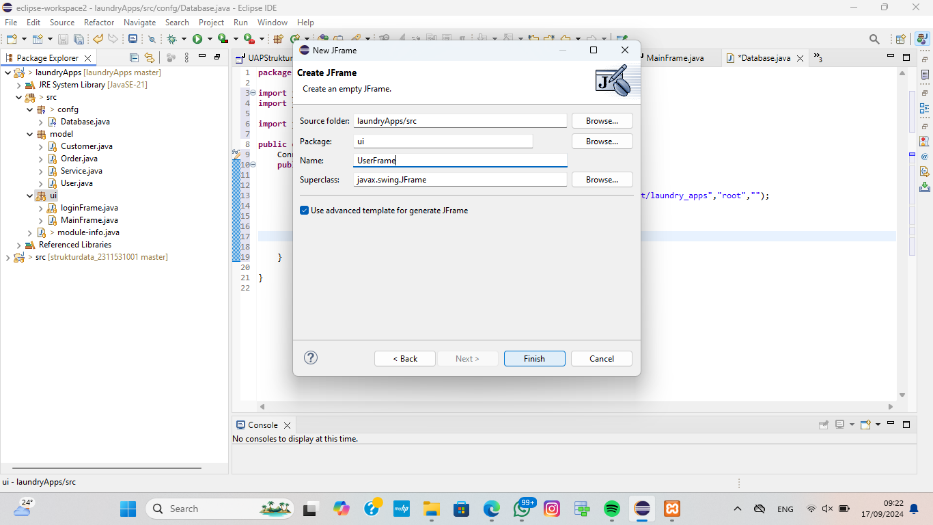 eclipse-workspace2 - laundryApps/src/confg/Database.java - Eclipse IDE
File Edit Source Refactor Navigate Search Project Run Window Help
Package Explorer
laundryApps [laundryApps master]
JRE System Library [JavaSE-21]
> src
> confg
Database.java
model
Customer.java
Order.java
Service.java
User.java
ui
loginFrame.java
MainFrame.java
> module-info.java
Referenced Libraries
> src [strukturdata_2311531001 master]
MainFrame.java
*Database.java
1 package
2
3 import
4 import
5
6 import
7
8 public
9
10 pub
11
12
13 t/laundry_apps","root","");
14
15
16
17
18
19 }
20
21 }
22
New JFrame
Create JFrame
Create an empty JFrame.
Source folder: laundryApps/src Browse...
Package: ui Browse...
Name: UserFrame
Superclass: javax.swing.JFrame Browse...
Use advanced template for generate JFrame
< Back Next > Finish Cancel
Console
No consoles to display at this time.
ui - laundryApps/src
24°
Search
99+
ENG
09:22
17/09/2024